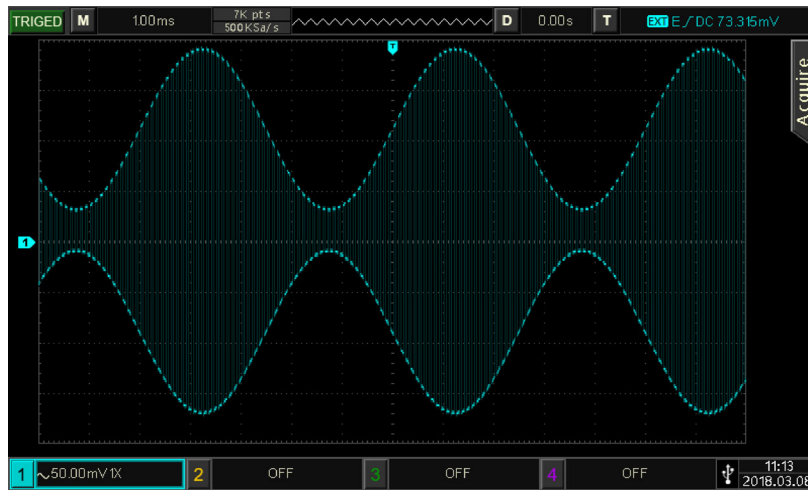 TRIGED M 1.00ms 7K pts D 0.00s T EXT E DC 73.315mV
500KSa/s
T
Acquire
1
1 50.00mV 1X 2 OFF 3 OFF 4 OFF 11:13
2018.03.08